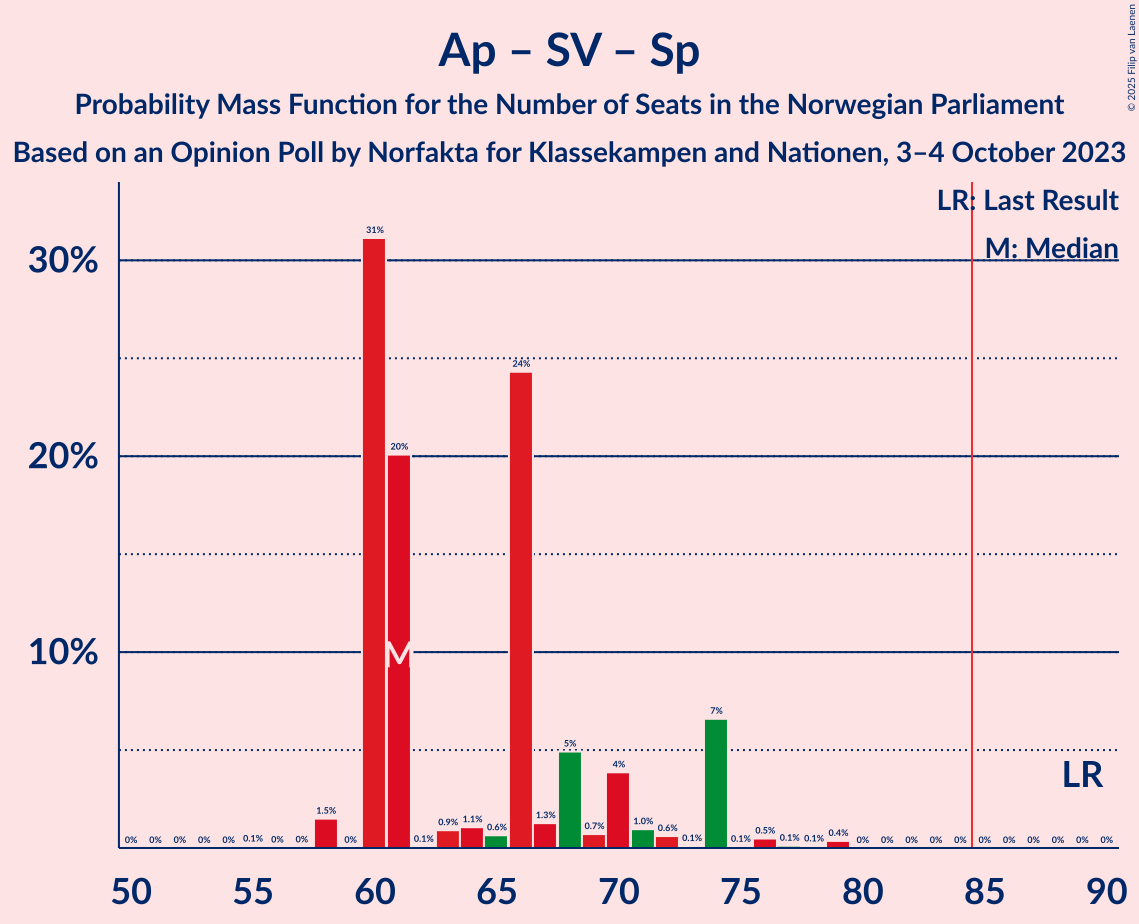 Ap – SV – Sp
Probability Mass Function for the Number of Seats in the Norwegian Parliament
Based on an Opinion Poll by Norfakta for Klassekampen and Nationen, 3–4 October 2023
© 2025 Filip van Laenen
LR: Last Result
M: Median
30%
20%
10%
0% 0% 0% 0% 0% 0.1% 0% 0% 1.5% 0% 31% 20% 0.1% 0.9% 1.1% 0.6% 24% 1.3% 5% 0.7% 4% 1.0% 0.6% 0.1% 7% 0.1% 0.5% 0.1% 0.1% 0.4% 0% 0% 0% 0% 0% 0% 0% 0% 0% 0% 0%
M
LR
50 55 60 65 70 75 80 85 90